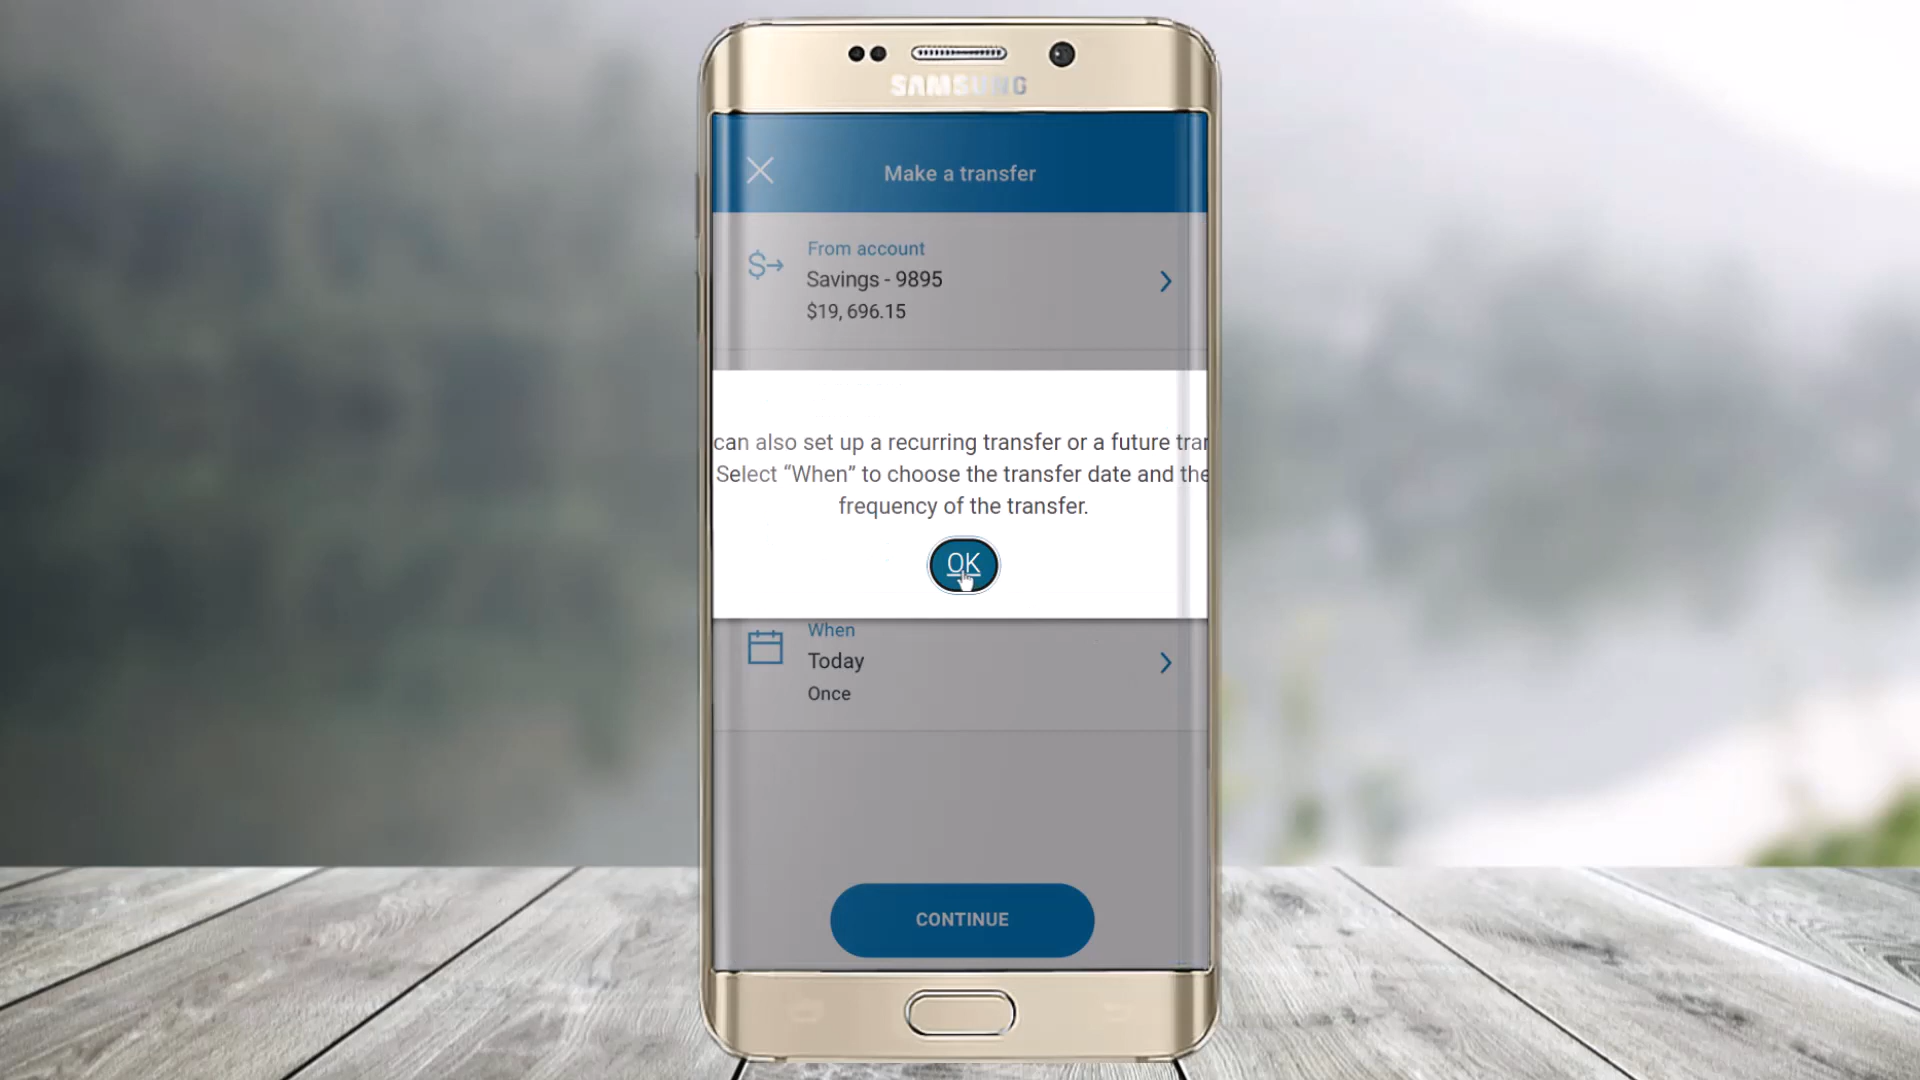 SAMSUNG
Make a transfer
From account
Savings - 9895
$19, 696.15
can also set up a recurring transfer or a future tra
Select “When” to choose the transfer date and the
frequency of the transfer.
OK
When
Today
Once
CONTINUE